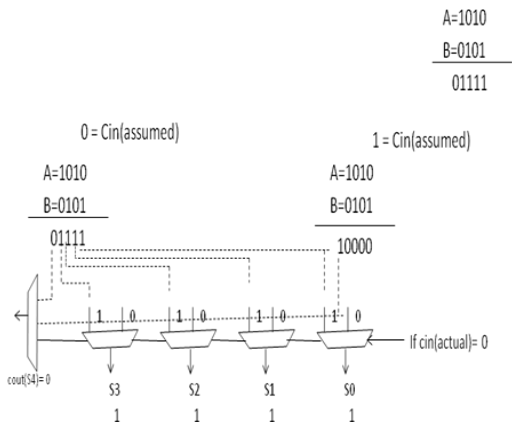 A=1010
B=0101
01111
0 = Cin(assumed)
1 = Cin(assumed)
A=1010
B=0101
01111
A=1010
B=0101
10000
1 0
1 0
1 0
1 0
If cin(actual)= 0
cout(S4)= 0
S3
S2
S1
S0
1
1
1
1